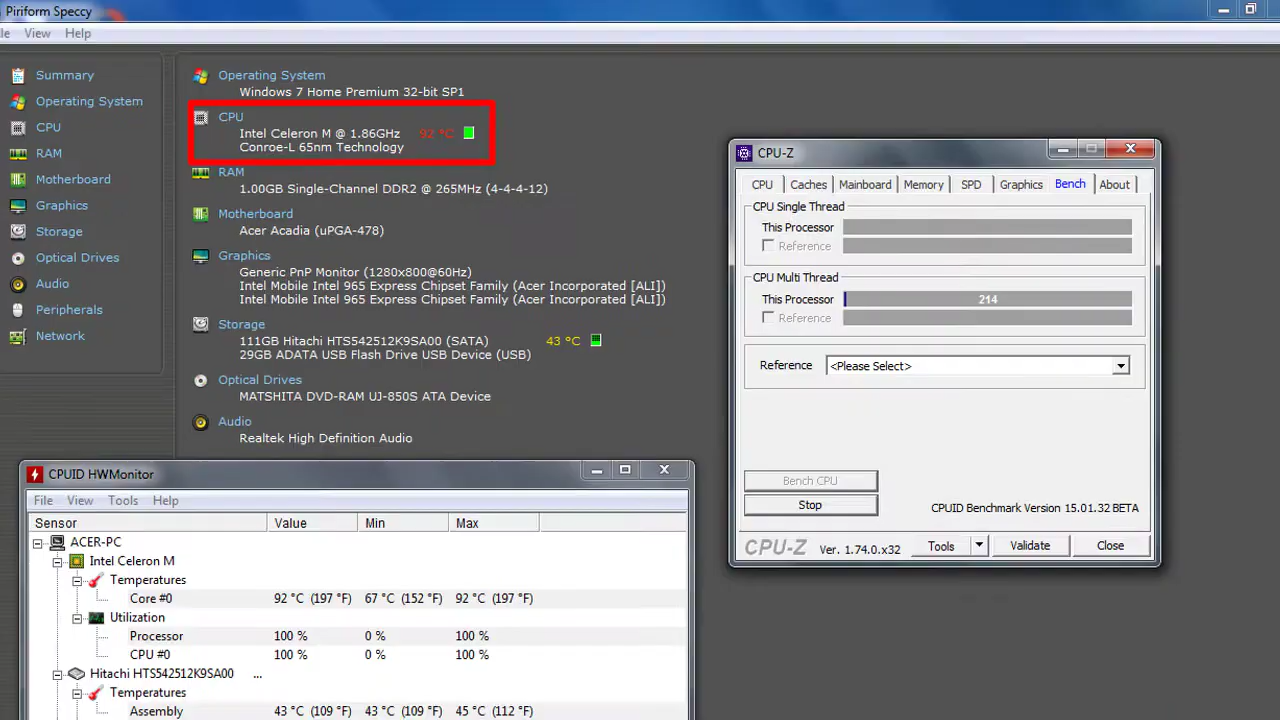 Piriform Speccy
le View Help
Summary
Operating System
CPU
RAM
Motherboard
Graphics
Storage
Optical Drives
Audio
Peripherals
Network
Operating System
Windows 7 Home Premium 32-bit SP1
CPU
Intel Celeron M @ 1.86GHz 92 °C
Conroe-L 65nm Technology
RAM
1.00GB Single-Channel DDR2 @ 265MHz (4-4-4-12)
Motherboard
Acer Acadia (uPGA-478)
Graphics
Generic PnP Monitor (1280x800@60Hz)
Intel Mobile Intel 965 Express Chipset Family (Acer Incorporated [ALI])
Intel Mobile Intel 965 Express Chipset Family (Acer Incorporated [ALI])
Storage
111GB Hitachi HTS542512K9SA00 (SATA) 43 °C
29GB ADATA USB Flash Drive USB Device (USB)
Optical Drives
MATSHITA DVD-RAM UJ-850S ATA Device
Audio
Realtek High Definition Audio
CPU-Z
CPU Caches Mainboard Memory SPD Graphics Bench About
CPU Single Thread
This Processor
Reference
CPU Multi Thread
This Processor 214
Reference
Reference <Please Select>
Bench CPU
Stop
CPUID Benchmark Version 15.01.32 BETA
CPU-Z Ver. 1.74.0.x32 Tools Validate Close
CPUID HWMonitor
File View Tools Help
Sensor Value Min Max
ACER-PC
Intel Celeron M
Temperatures
Core #0 92 °C (197 °F) 67 °C (152 °F) 92 °C (197 °F)
Utilization
Processor 100 % 0 % 100 %
CPU #0 100 % 0 % 100 %
Hitachi HTS542512K9SA00 ...
Temperatures
Assembly 43 °C (109 °F) 43 °C (109 °F) 45 °C (112 °F)